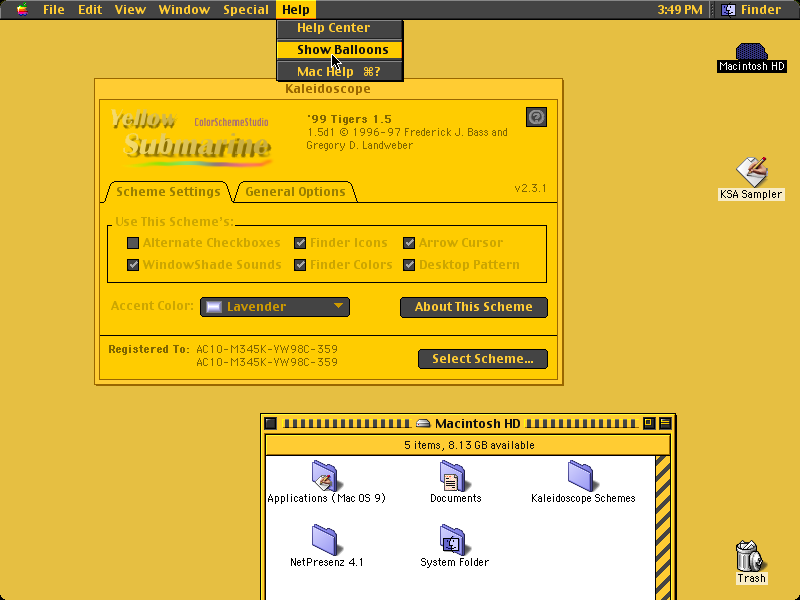 File Edit View Window Special Help 3:49 PM Finder
Help Center
Show Balloons
Mac Help ⌘?
Macintosh HD
KSA Sampler
Trash
Kaleidoscope
Yellow Submarine
ColorSchemeStudio
'99 Tigers 1.5
1.5d1 © 1996-97 Frederick J. Bass and
Gregory D. Landweber
Scheme Settings General Options v2.3.1
Use This Scheme's:
Alternate Checkboxes Finder Icons Arrow Cursor
WindowShade Sounds Finder Colors Desktop Pattern
Accent Color: Lavender About This Scheme
Registered To: AC10-M345K-VW98C-359
AC10-M345K-VW98C-359
Select Scheme...
Macintosh HD
5 items, 8.13 GB available
Applications (Mac OS 9) Documents Kaleidoscope Schemes
NetPresenz 4.1 System Folder